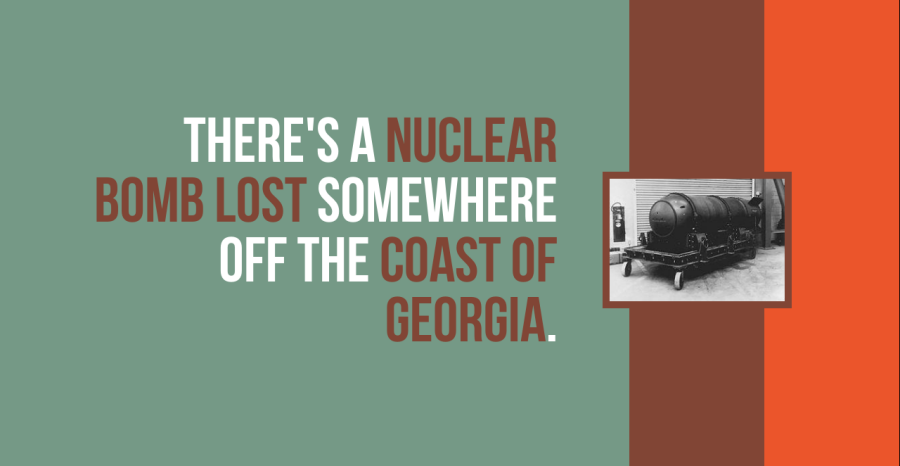 THERE'S A NUCLEAR
BOMB LOST SOMEWHERE
OFF THE COAST OF
GEORGIA.